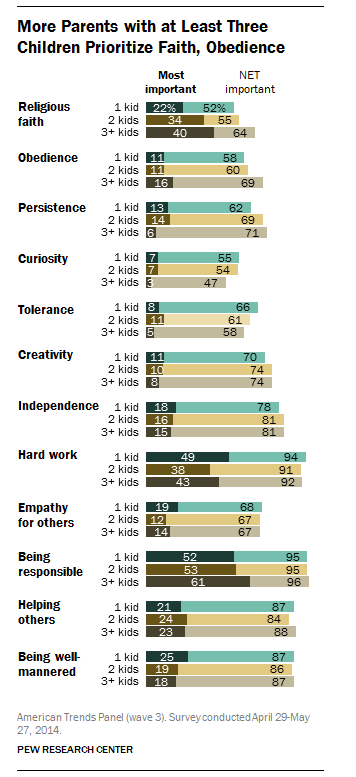 More Parents with at Least Three
Children Prioritize Faith, Obedience
Most important
NET important
Religious faith
1 kid 22% 52%
2 kids 34 55
3+ kids 40 64
Obedience
1 kid 11 58
2 kids 11 60
3+ kids 16 69
Persistence
1 kid 13 62
2 kids 14 69
3+ kids 6 71
Curiosity
1 kid 7 55
2 kids 7 54
3+ kids 3 47
Tolerance
1 kid 8 66
2 kids 11 61
3+ kids 5 58
Creativity
1 kid 11 70
2 kids 10 74
3+ kids 8 74
Independence
1 kid 18 78
2 kids 16 81
3+ kids 15 81
Hard work
1 kid 49 94
2 kids 38 91
3+ kids 43 92
Empathy for others
1 kid 19 68
2 kids 12 67
3+ kids 14 67
Being responsible
1 kid 52 95
2 kids 53 95
3+ kids 61 96
Helping others
1 kid 21 87
2 kids 24 84
3+ kids 23 88
Being well-mannered
1 kid 25 87
2 kids 19 86
3+ kids 18 87
American Trends Panel (wave 3). Survey conducted April 29-May
27, 2014.
PEW RESEARCH CENTER